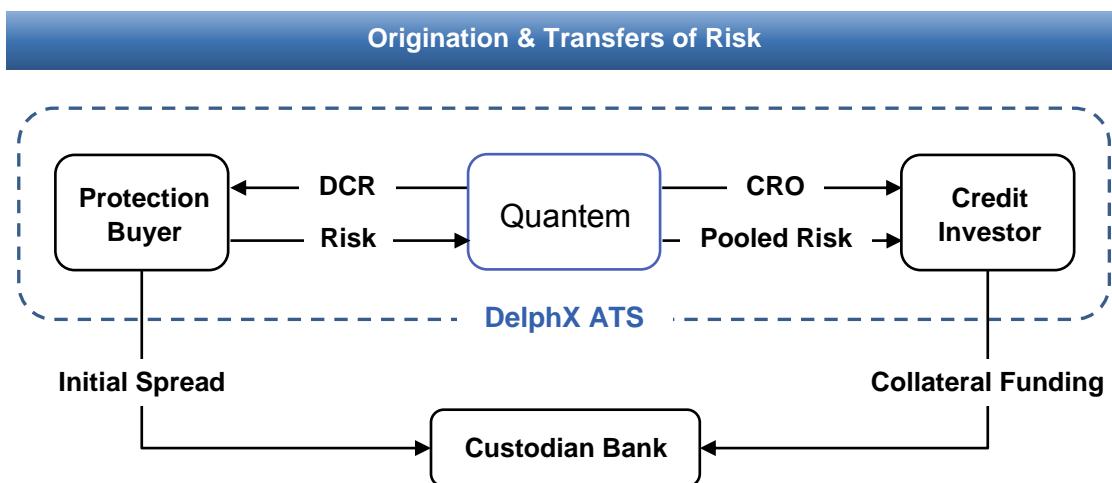 Origination & Transfers of Risk
Protection
Buyer
DCR
Risk
Quantem
CRO
Pooled Risk
Credit
Investor
DelphX ATS
Initial Spread
Collateral Funding
Custodian Bank